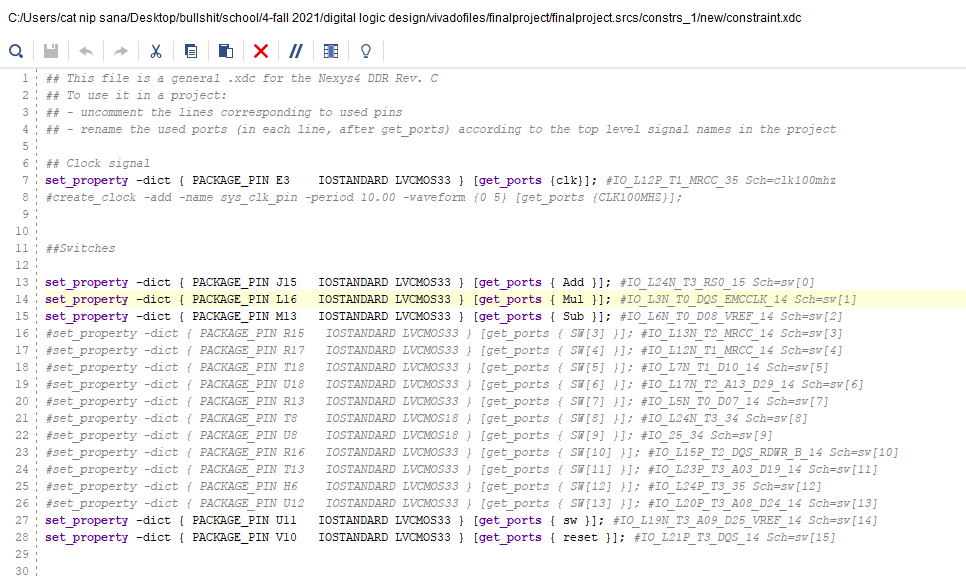 C:/Users/cat nip sana/Desktop/bullshit/school/4-fall 2021/digital logic design/vivadofiles/finalproject/finalproject.srcs/constrs_1/new/constraint.xdc
1 ## This file is a general .xdc for the Nexys4 DDR Rev. C
2 ## To use it in a project:
3 ## - uncomment the lines corresponding to used pins
4 ## - rename the used ports (in each line, after get_ports) according to the top level signal names in the project
5
6 ## Clock signal
7 set_property -dict { PACKAGE_PIN E3    IOSTANDARD LVCMOS33 } [get_ports {clk}]; #IO_L12P_T1_MRCC_35 Sch=clk100mhz
8 #create_clock -add -name sys_clk_pin -period 10.00 -waveform {0 5} [get_ports {CLK100MHZ}];
9
10
11 ##Switches
12
13 set_property -dict { PACKAGE_PIN J15   IOSTANDARD LVCMOS33 } [get_ports { Add }]; #IO_L24N_T3_RS0_15 Sch=sw[0]
14 set_property -dict { PACKAGE_PIN L16   IOSTANDARD LVCMOS33 } [get_ports { Mul }]; #IO_L3N_T0_DQS_EMCCLK_14 Sch=sw[1]
15 set_property -dict { PACKAGE_PIN M13   IOSTANDARD LVCMOS33 } [get_ports { Sub }]; #IO_L6N_T0_D08_VREF_14 Sch=sw[2]
16 #set_property -dict { PACKAGE_PIN R15   IOSTANDARD LVCMOS33 } [get_ports { SW[3] }]; #IO_L13N_T2_MRCC_14 Sch=sw[3]
17 #set_property -dict { PACKAGE_PIN R17   IOSTANDARD LVCMOS33 } [get_ports { SW[4] }]; #IO_L12N_T1_MRCC_14 Sch=sw[4]
18 #set_property -dict { PACKAGE_PIN T18   IOSTANDARD LVCMOS33 } [get_ports { SW[5] }]; #IO_L7N_T1_D10_14 Sch=sw[5]
19 #set_property -dict { PACKAGE_PIN U18   IOSTANDARD LVCMOS33 } [get_ports { SW[6] }]; #IO_L17N_T2_A13_D29_14 Sch=sw[6]
20 #set_property -dict { PACKAGE_PIN R13   IOSTANDARD LVCMOS33 } [get_ports { SW[7] }]; #IO_L5N_T0_D07_14 Sch=sw[7]
21 #set_property -dict { PACKAGE_PIN T8    IOSTANDARD LVCMOS18 } [get_ports { SW[8] }]; #IO_L24N_T3_34 Sch=sw[8]
22 #set_property -dict { PACKAGE_PIN U8    IOSTANDARD LVCMOS18 } [get_ports { SW[9] }]; #IO_25_34 Sch=sw[9]
23 #set_property -dict { PACKAGE_PIN R16   IOSTANDARD LVCMOS33 } [get_ports { SW[10] }]; #IO_L15P_T2_DQS_RDWR_B_14 Sch=sw[10]
24 #set_property -dict { PACKAGE_PIN T13   IOSTANDARD LVCMOS33 } [get_ports { SW[11] }]; #IO_L23P_T3_A03_D19_14 Sch=sw[11]
25 #set_property -dict { PACKAGE_PIN H6    IOSTANDARD LVCMOS33 } [get_ports { SW[12] }]; #IO_L24P_T3_35 Sch=sw[12]
26 #set_property -dict { PACKAGE_PIN U12   IOSTANDARD LVCMOS33 } [get_ports { SW[13] }]; #IO_L20P_T3_A08_D24_14 Sch=sw[13]
27 set_property -dict { PACKAGE_PIN U11   IOSTANDARD LVCMOS33 } [get_ports { sw }]; #IO_L19N_T3_A09_D25_VREF_14 Sch=sw[14]
28 set_property -dict { PACKAGE_PIN V10   IOSTANDARD LVCMOS33 } [get_ports { reset }]; #IO_L21P_T3_DQS_14 Sch=sw[15]
29
30